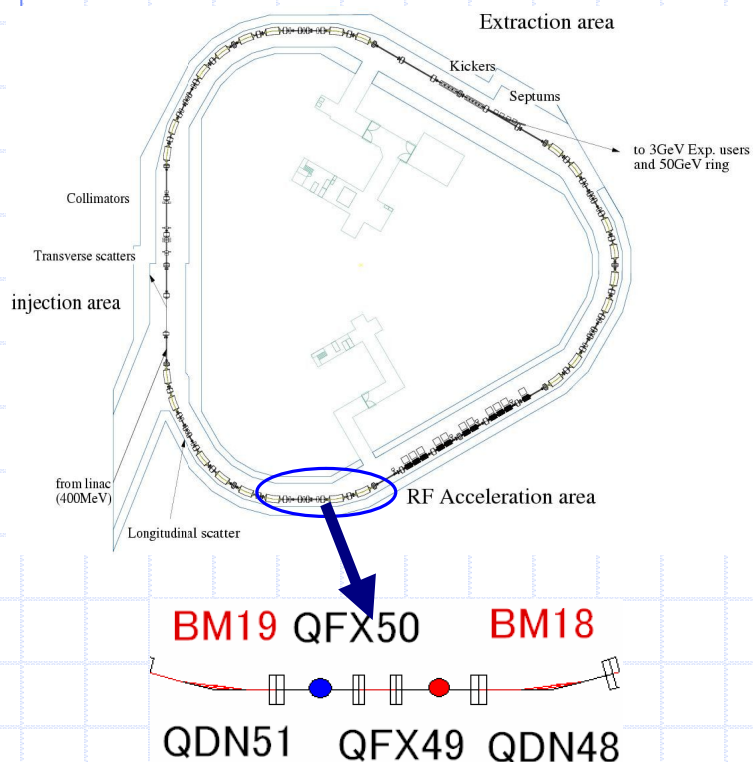 Extraction area
Kickers
Septums
to 3GeV Exp. users
and 50GeV ring
Collimators
Transverse scatters
injection area
from linac
(400MeV)
RF Acceleration area
Longitudinal scatter
BM19 QFX50 BM18
QDN51 QFX49 QDN48